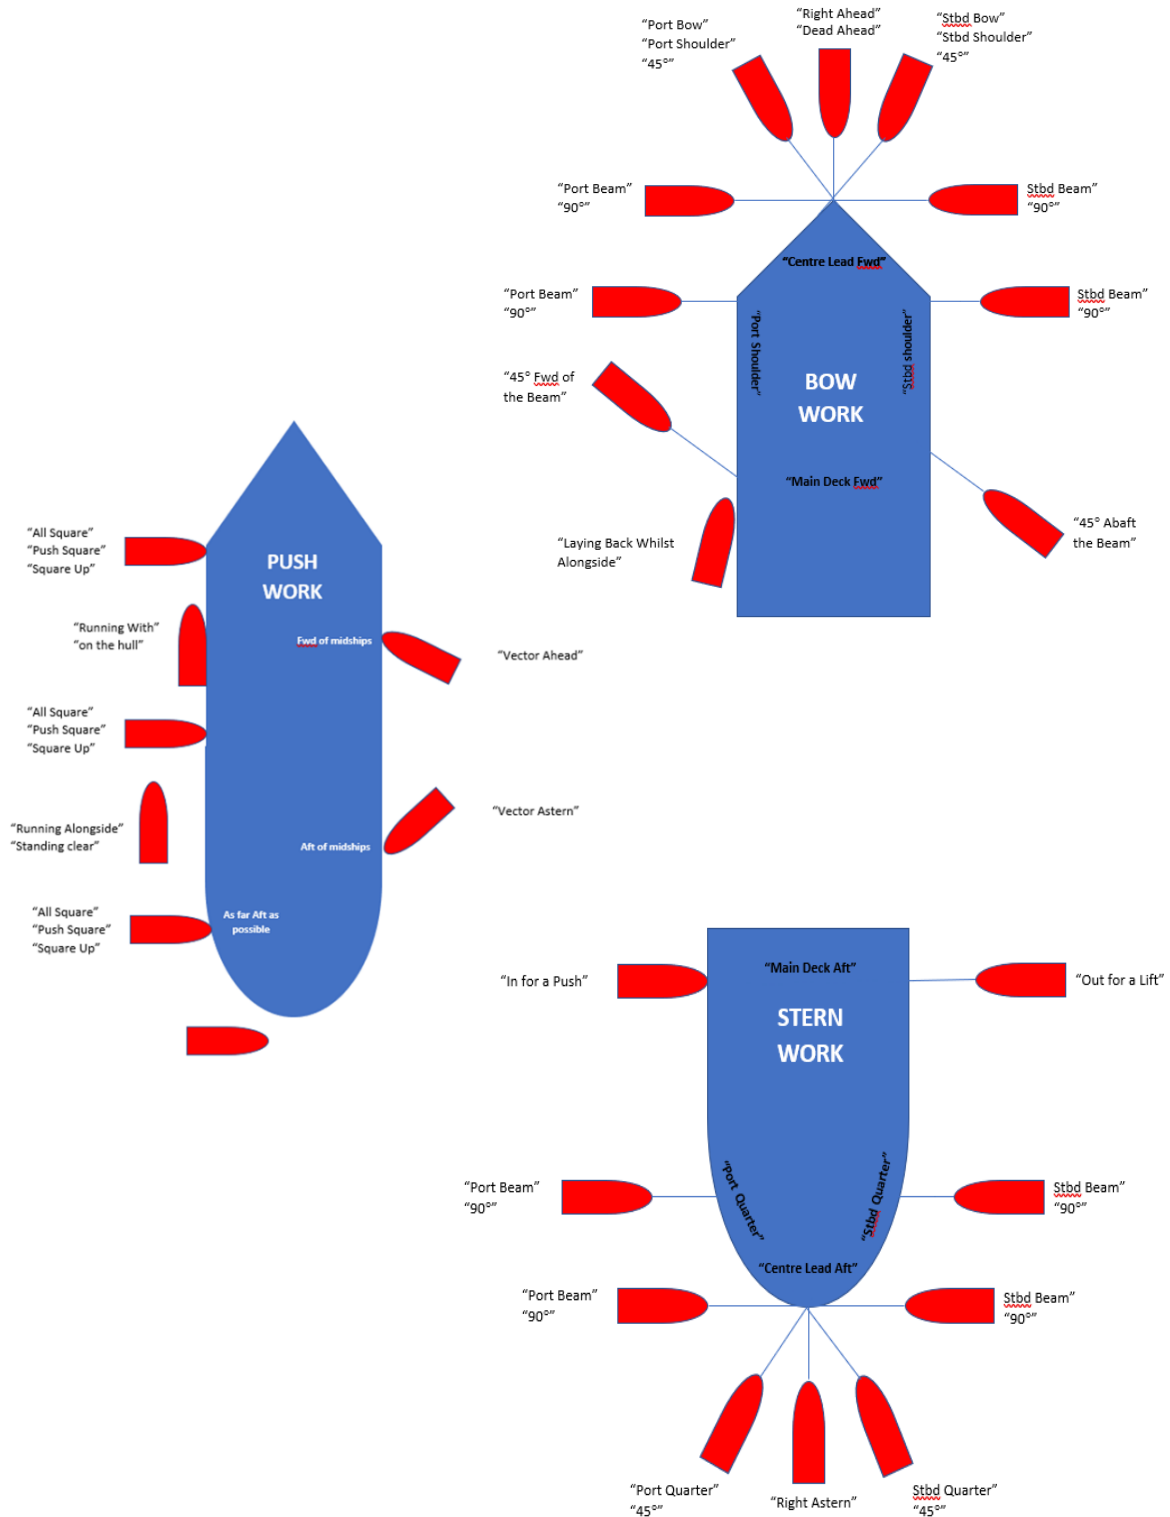 “Port Bow”
“Port Shoulder”
“45°”
“Right Ahead”
“Dead Ahead”
“Stbd Bow”
“Stbd Shoulder”
“45°”
“Port Beam”
“90°”
Stbd Beam”
“90°”
“Centre Lead Fwd”
“Port Beam”
“90°”
Stbd Beam”
“90°”
“Port Shoulder”
“Stbd shoulder”
“45° Fwd of
the Beam”
BOW
WORK
“Main Deck Fwd”
“Laying Back Whilst
Alongside”
“45° Abaft
the Beam”
“All Square”
“Push Square”
“Square Up”
PUSH
WORK
“Running With”
“on the hull”
Fwd of midships
“Vector Ahead”
“All Square”
“Push Square”
“Square Up”
“Vector Astern”
“Running Alongside”
“Standing clear”
Aft of midships
“All Square”
“Push Square”
“Square Up”
As far Aft as
possible
“In for a Push”
“Main Deck Aft”
“Out for a Lift”
STERN
WORK
“Port Beam”
“90°”
“Port Quarter”
“Stbd Quarter”
Stbd Beam”
“90°”
“Centre Lead Aft”
“Port Beam”
“90°”
Stbd Beam”
“90°”
“Port Quarter”
“45°”
“Right Astern”
Stbd Quarter”
“45°”